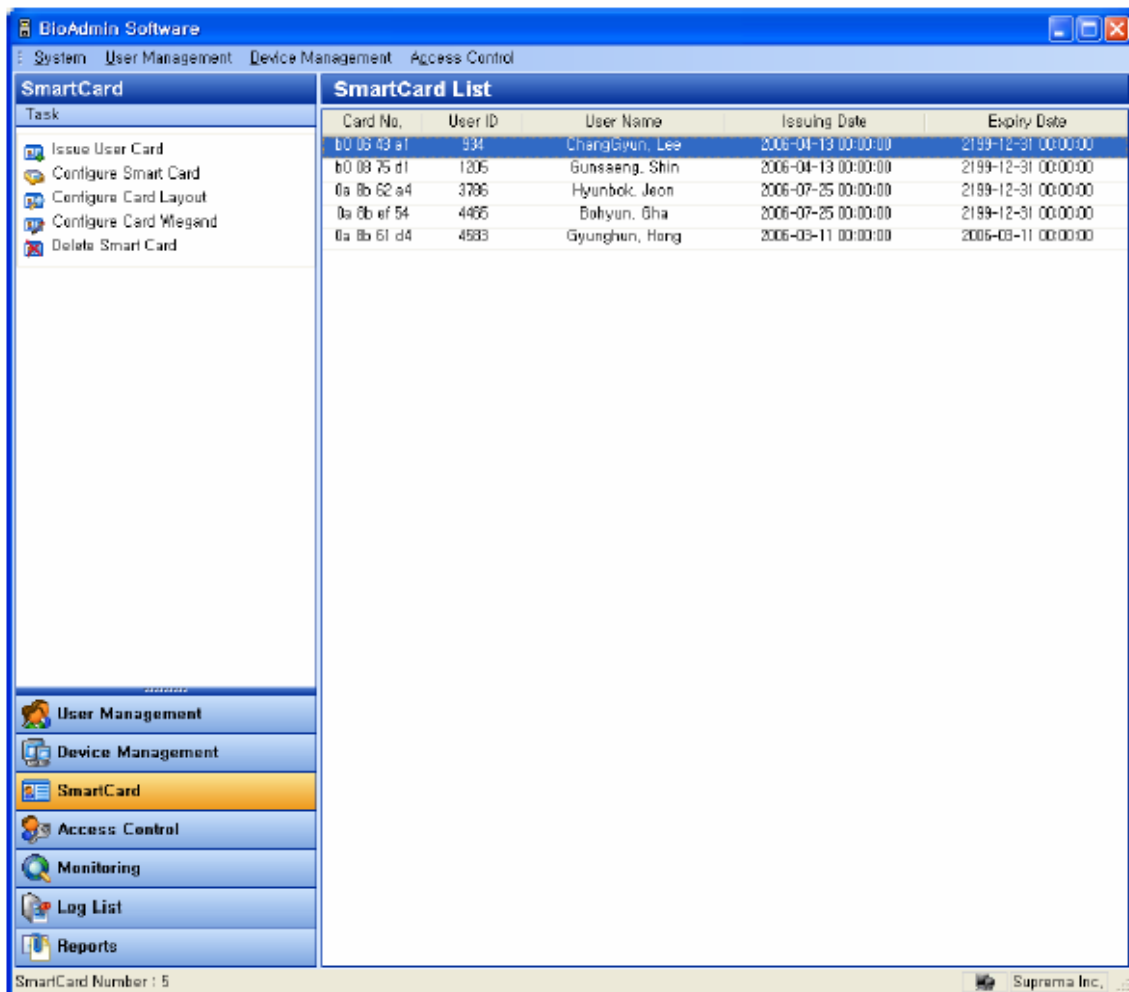 BioAdmin Software
System User Management Device Management Access Control
SmartCard
Task
Issue User Card
Configure Smart Card
Configure Card Layout
Configure Card Wiegand
Delete Smart Card
User Management
Device Management
SmartCard
Access Control
Monitoring
Log List
Reports
SmartCard List
Card No, User ID User Name Issuing Date Expiry Date
b0 06 43 a1 934 ChangGyun, Lee 2006-04-13 00:00:00 2199-12-31 00:00:00
b0 08 75 d1 1205 Gunsaeng, Shin 2006-04-13 00:00:00 2199-12-31 00:00:00
0a 8b 62 a4 3786 Hyunbok, Jeon 2006-07-25 00:00:00 2199-12-31 00:00:00
0a 8b ef 54 4465 Bohyun, Gha 2006-07-25 00:00:00 2199-12-31 00:00:00
0a 8b 61 d4 4583 Gyunghun, Hong 2006-03-11 00:00:00 2006-03-11 00:00:00
SmartCard Number : 5
Suprema Inc,